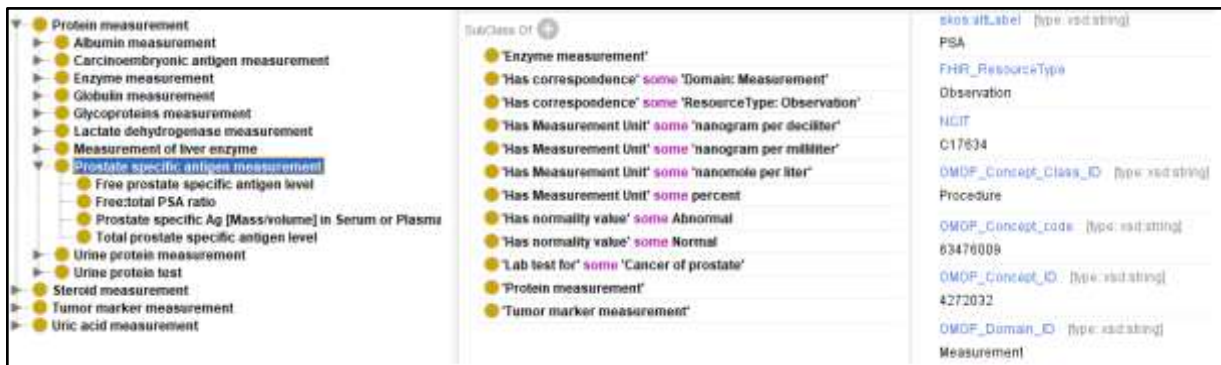 Protein measurement
Albumin measurement
Carcinoembryonic antigen measurement
Enzyme measurement
Globulin measurement
Glycoproteins measurement
Lactate dehydrogenase measurement
Measurement of liver enzyme
Prostate specific antigen measurement
Free prostate specific antigen level
Free:total PSA ratio
Prostate specific Ag [Mass/volume] in Serum or Plasma
Total prostate specific antigen level
Urine protein measurement
Urine protein test
Steroid measurement
Tumor marker measurement
Uric acid measurement
SubClass Of
'Enzyme measurement'
'Has correspondence' some 'Domain: Measurement'
'Has correspondence' some 'ResourceType: Observation'
'Has Measurement Unit' some 'nanogram per deciliter'
'Has Measurement Unit' some 'nanogram per milliliter'
'Has Measurement Unit' some 'nanomole per liter'
'Has Measurement Unit' some percent
'Has normality value' some Abnormal
'Has normality value' some Normal
'Lab test for' some 'Cancer of prostate'
'Protein measurement'
'Tumor marker measurement'
skos:altLabel [type: xsd:string]
PSA
FHIR_ResourceType
Observation
NCIT
C17634
OMOP_Concept_Class_ID [type: xsd:string]
Procedure
OMOP_Concept_code [type: xsd:string]
63476009
OMOP_Concept_ID [type: xsd:string]
4272032
OMOP_Domain_ID [type: xsd:string]
Measurement